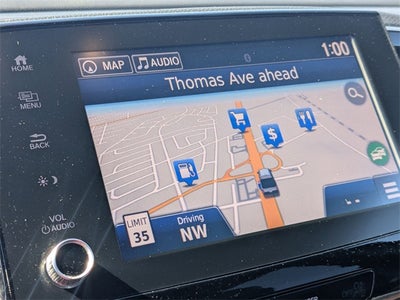 HOME
MAP
AUDIO
1:00
Thomas Ave ahead
MENU
BACK
$
VOL
AUDIO
LIMIT
35
Driving
NW